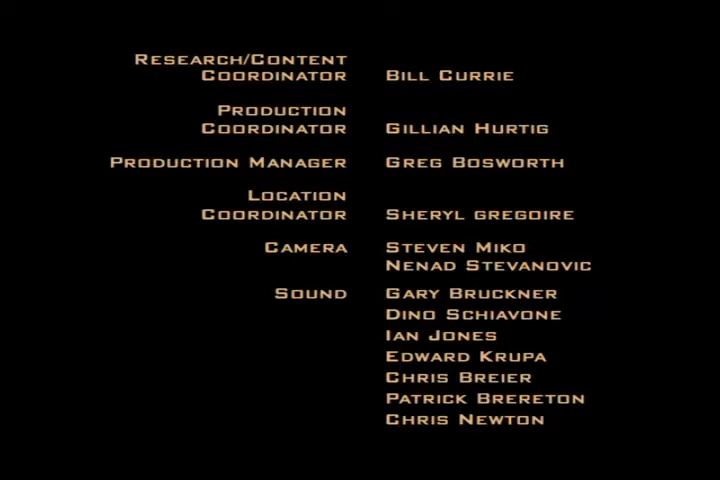 Research/Content
Coordinator Bill Currie
Production
Coordinator Gillian Hurtig
Production Manager Greg Bosworth
Location
Coordinator Sheryl gregoire
Camera Steven Miko
Nenad Stevanovic
Sound Gary Bruckner
Dino Schiavone
Ian Jones
Edward Krupa
Chris Breier
Patrick Brereton
Chris Newton